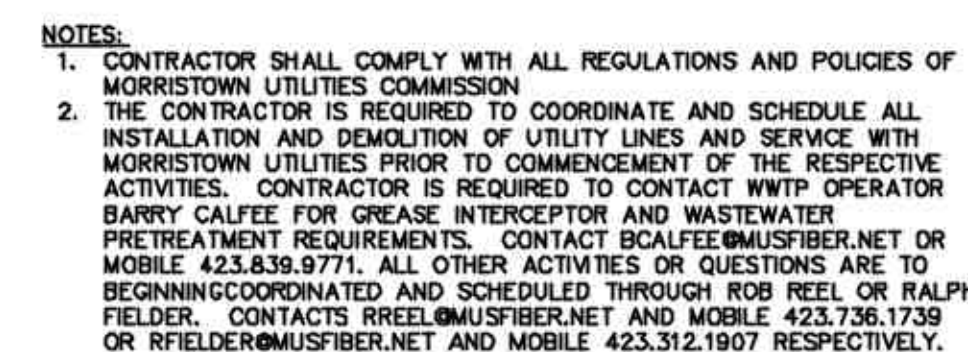 NOTES:
1. CONTRACTOR SHALL COMPLY WITH ALL REGULATIONS AND POLICIES OF
MORRISTOWN UTILITIES COMMISSION
2. THE CONTRACTOR IS REQUIRED TO COORDINATE AND SCHEDULE ALL
INSTALLATION AND DEMOLITION OF UTILITY LINES AND SERVICE WITH
MORRISTOWN UTILITIES PRIOR TO COMMENCEMENT OF THE RESPECTIVE
ACTIVITIES. CONTRACTOR IS REQUIRED TO CONTACT WWTP OPERATOR
BARRY CALFEE FOR GREASE INTERCEPTOR AND WASTEWATER
PRETREATMENT REQUIREMENTS. CONTACT BCALFEE@MUSFIBER.NET OR
MOBILE 423.839.9771. ALL OTHER ACTIVITIES OR QUESTIONS ARE TO
BEGINNINGCOORDINATED AND SCHEDULED THROUGH ROB REEL OR RALPH
FIELDER. CONTACTS RREEL@MUSFIBER.NET AND MOBILE 423.736.1739
OR RFIELDER@MUSFIBER.NET AND MOBILE 423.312.1907 RESPECTIVELY.